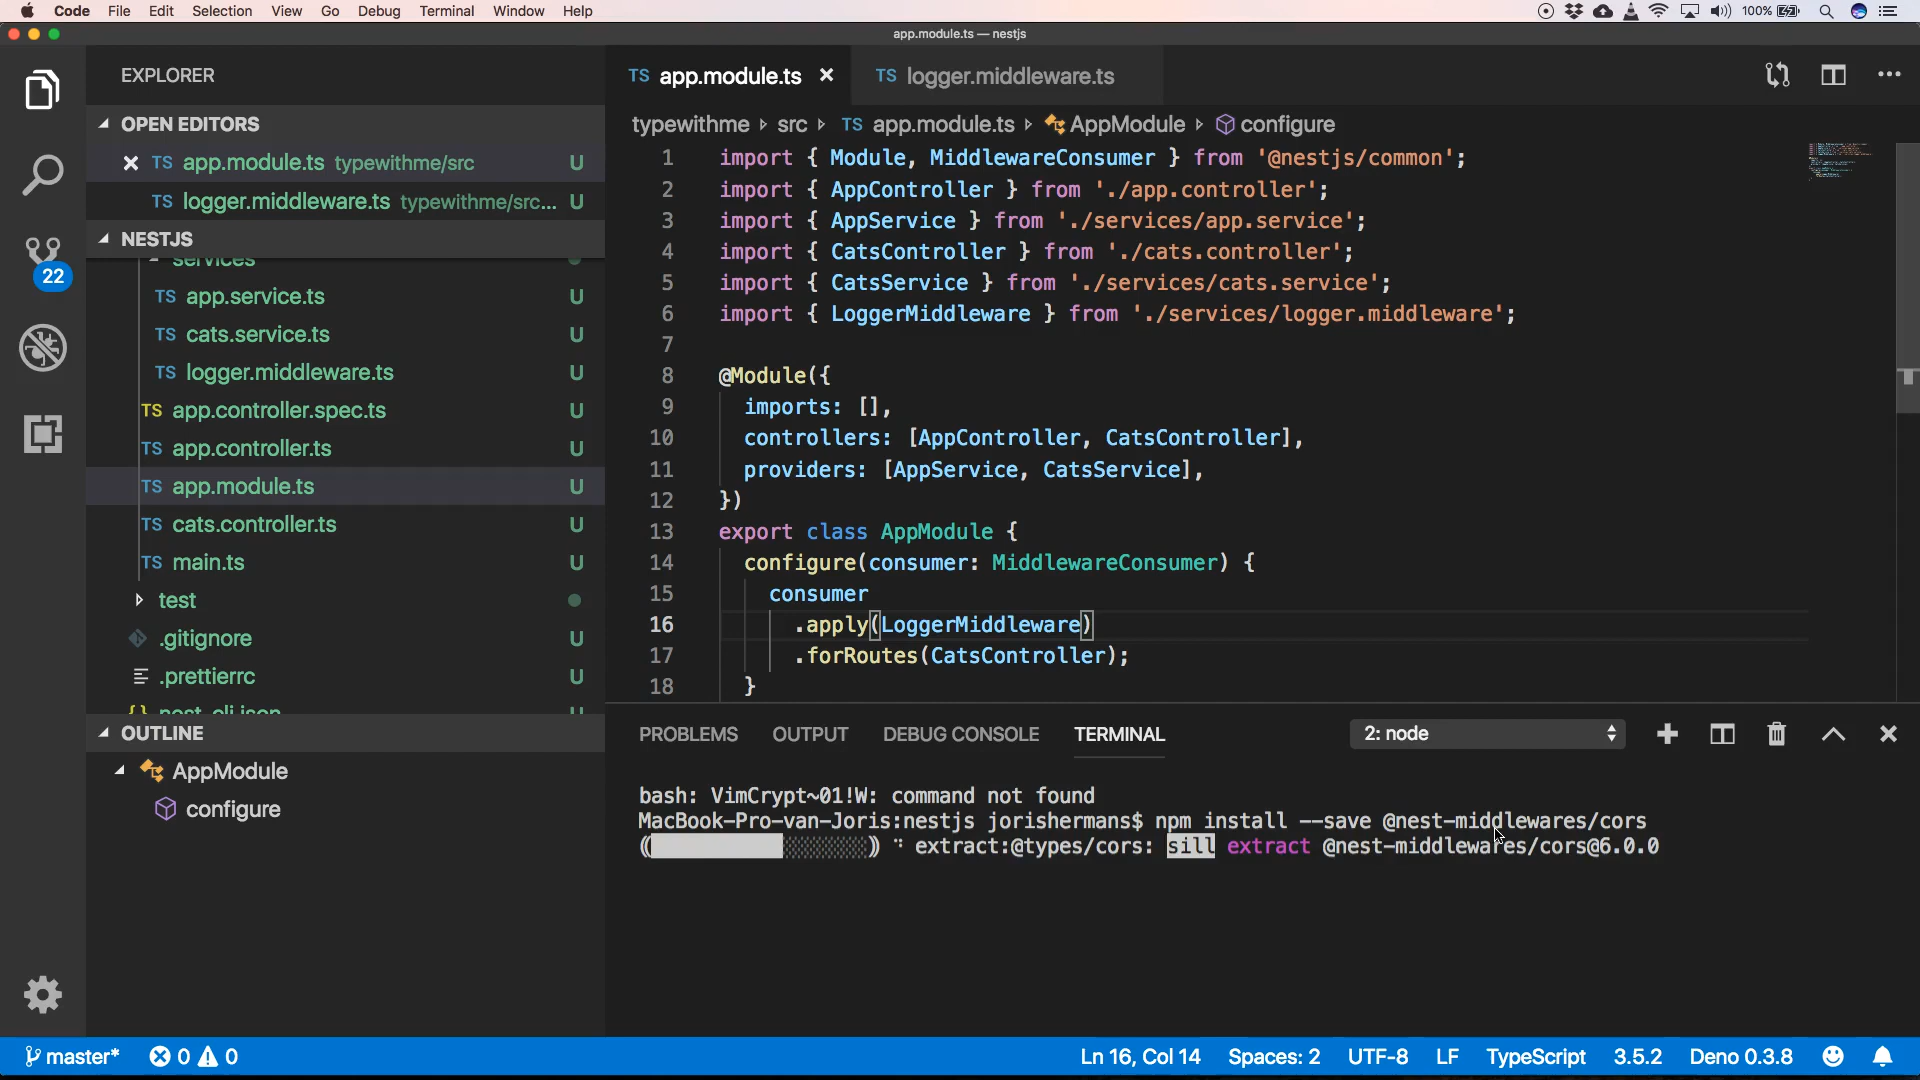 Code File Edit Selection View Go Debug Terminal Window Help 100%
app.module.ts — nestjs
EXPLORER
OPEN EDITORS
TS app.module.ts typewithme/src U
TS logger.middleware.ts typewithme/src... U
NESTJS
services
TS app.service.ts U
TS cats.service.ts U
TS logger.middleware.ts U
TS app.controller.spec.ts U
TS app.controller.ts U
TS app.module.ts U
TS cats.controller.ts U
TS main.ts U
test
.gitignore U
.prettierrc U
{} nest-cli.json U
OUTLINE
AppModule
configure
22
TS app.module.ts
TS logger.middleware.ts
typewithme src TS app.module.ts AppModule configure
1 import { Module, MiddlewareConsumer } from '@nestjs/common';
2 import { AppController } from './app.controller';
3 import { AppService } from './services/app.service';
4 import { CatsController } from './cats.controller';
5 import { CatsService } from './services/cats.service';
6 import { LoggerMiddleware } from './services/logger.middleware';
7
8 @Module({
9 imports: [],
10 controllers: [AppController, CatsController],
11 providers: [AppService, CatsService],
12 })
13 export class AppModule {
14 configure(consumer: MiddlewareConsumer) {
15 consumer
16 .apply(LoggerMiddleware)
17 .forRoutes(CatsController);
18 }
PROBLEMS OUTPUT DEBUG CONSOLE TERMINAL 2: node
bash: VimCrypt~01!W: command not found
MacBook-Pro-van-Joris:nestjs jorishermans$ npm install --save @nest-middlewares/cors
extract:@types/cors: sill extract @nest-middlewares/cors@6.0.0
master* 0 0 Ln 16, Col 14 Spaces: 2 UTF-8 LF TypeScript 3.5.2 Deno 0.3.8